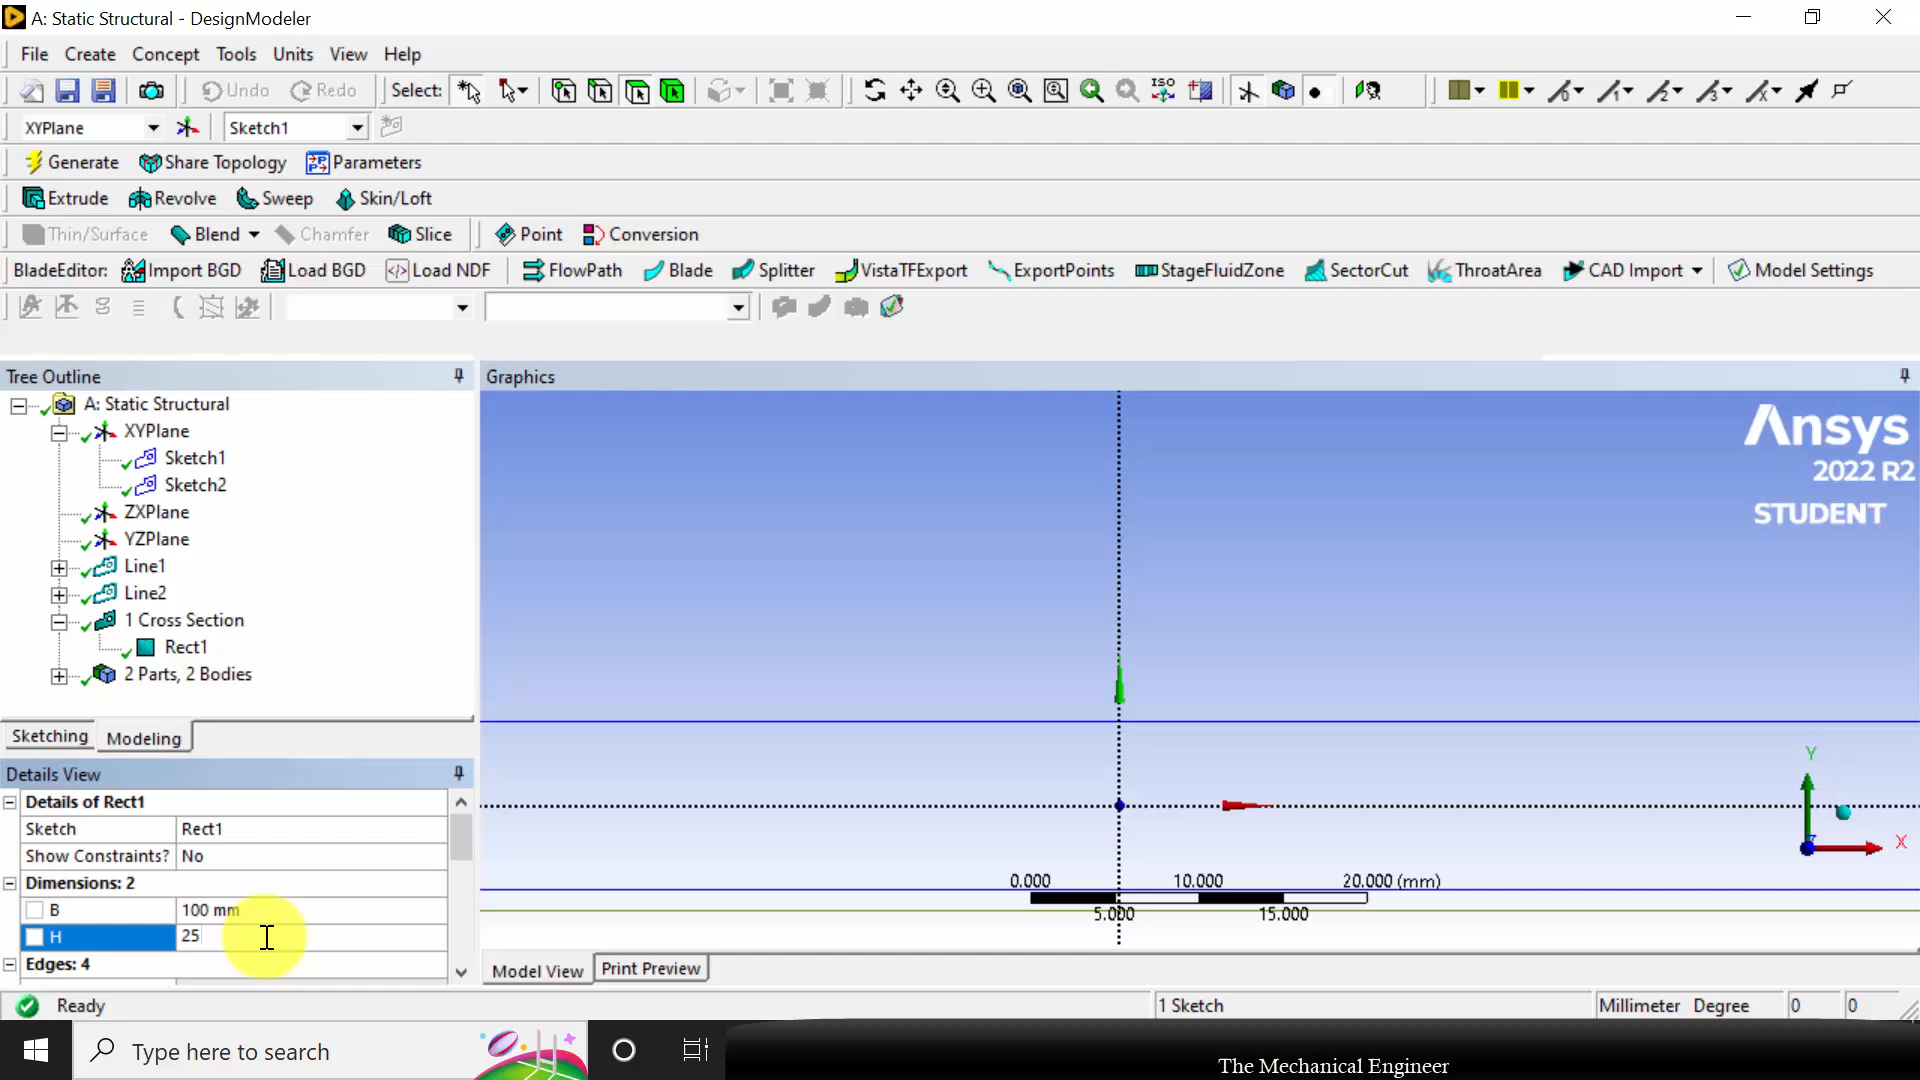 A: Static Structural - DesignModeler
File Create Concept Tools Units View Help
Undo Redo Select: ISO
XYPlane Sketch1
Generate Share Topology Parameters
Extrude Revolve Sweep Skin/Loft
Thin/Surface Blend Chamfer Slice Point Conversion
BladeEditor: Import BGD Load BGD Load NDF FlowPath Blade Splitter VistaTFExport ExportPoints StageFluidZone SectorCut ThroatArea CAD Import Model Settings
Tree Outline
A: Static Structural
XYPlane
Sketch1
Sketch2
ZXPlane
YZPlane
Line1
Line2
1 Cross Section
Rect1
2 Parts, 2 Bodies
Sketching Modeling
Details View
Details of Rect1
Sketch Rect1
Show Constraints? No
Dimensions: 2
B 100 mm
H 25
Edges: 4
Graphics
Ansys
2022 R2
STUDENT
Y
X
Z
0.000 10.000 20.000 (mm)
5.000 15.000
Model View Print Preview
Ready 1 Sketch Millimeter Degree 0 0
Type here to search
The Mechanical Engineer